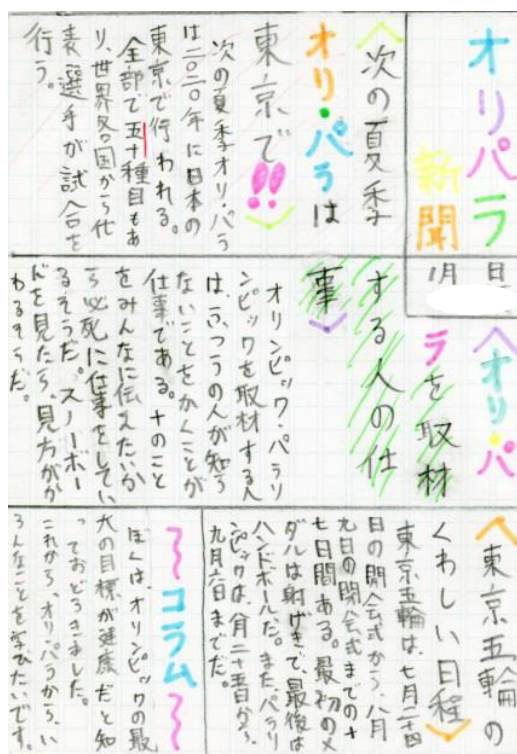 オリパラ
新聞
1月 日
〈次の夏季
オリ・パラは
東京で!!〉
次の夏季オリ・パラ
は二〇二〇年に日本の
東京で行われる。
全部で五十種目もあ
り、世界各国から代
表選手が試合を
行う。
〈オリ・パ
ラを取材
する人の仕
事〉
オリンピック・パラリ
ンピックを取材する人
は、ふつうの人が知ら
ないことをかくことが
仕事である。そのこと
をみんなに伝えたいか
ら必死に仕事をしてい
るそうだ。スノーボー
ドを見たら、見方がか
わるそうだ。
〈東京五輪の
くわしい日程〉
東京五輪は、七月二十四
日の開会式から、八月
九日の閉会式までの十
七日間ある。最初のメ
ダルは射げきで、最後は
ハンドボールだ。またパラリ
ンピックは、八月二十五日から、
九月六日までだ。
〜コラム〜
ぼくは、オリンピックの最
大の目標が健康だと知
っておどろきました。
これから、オリパラから、い
ろんなことを学びたいです。